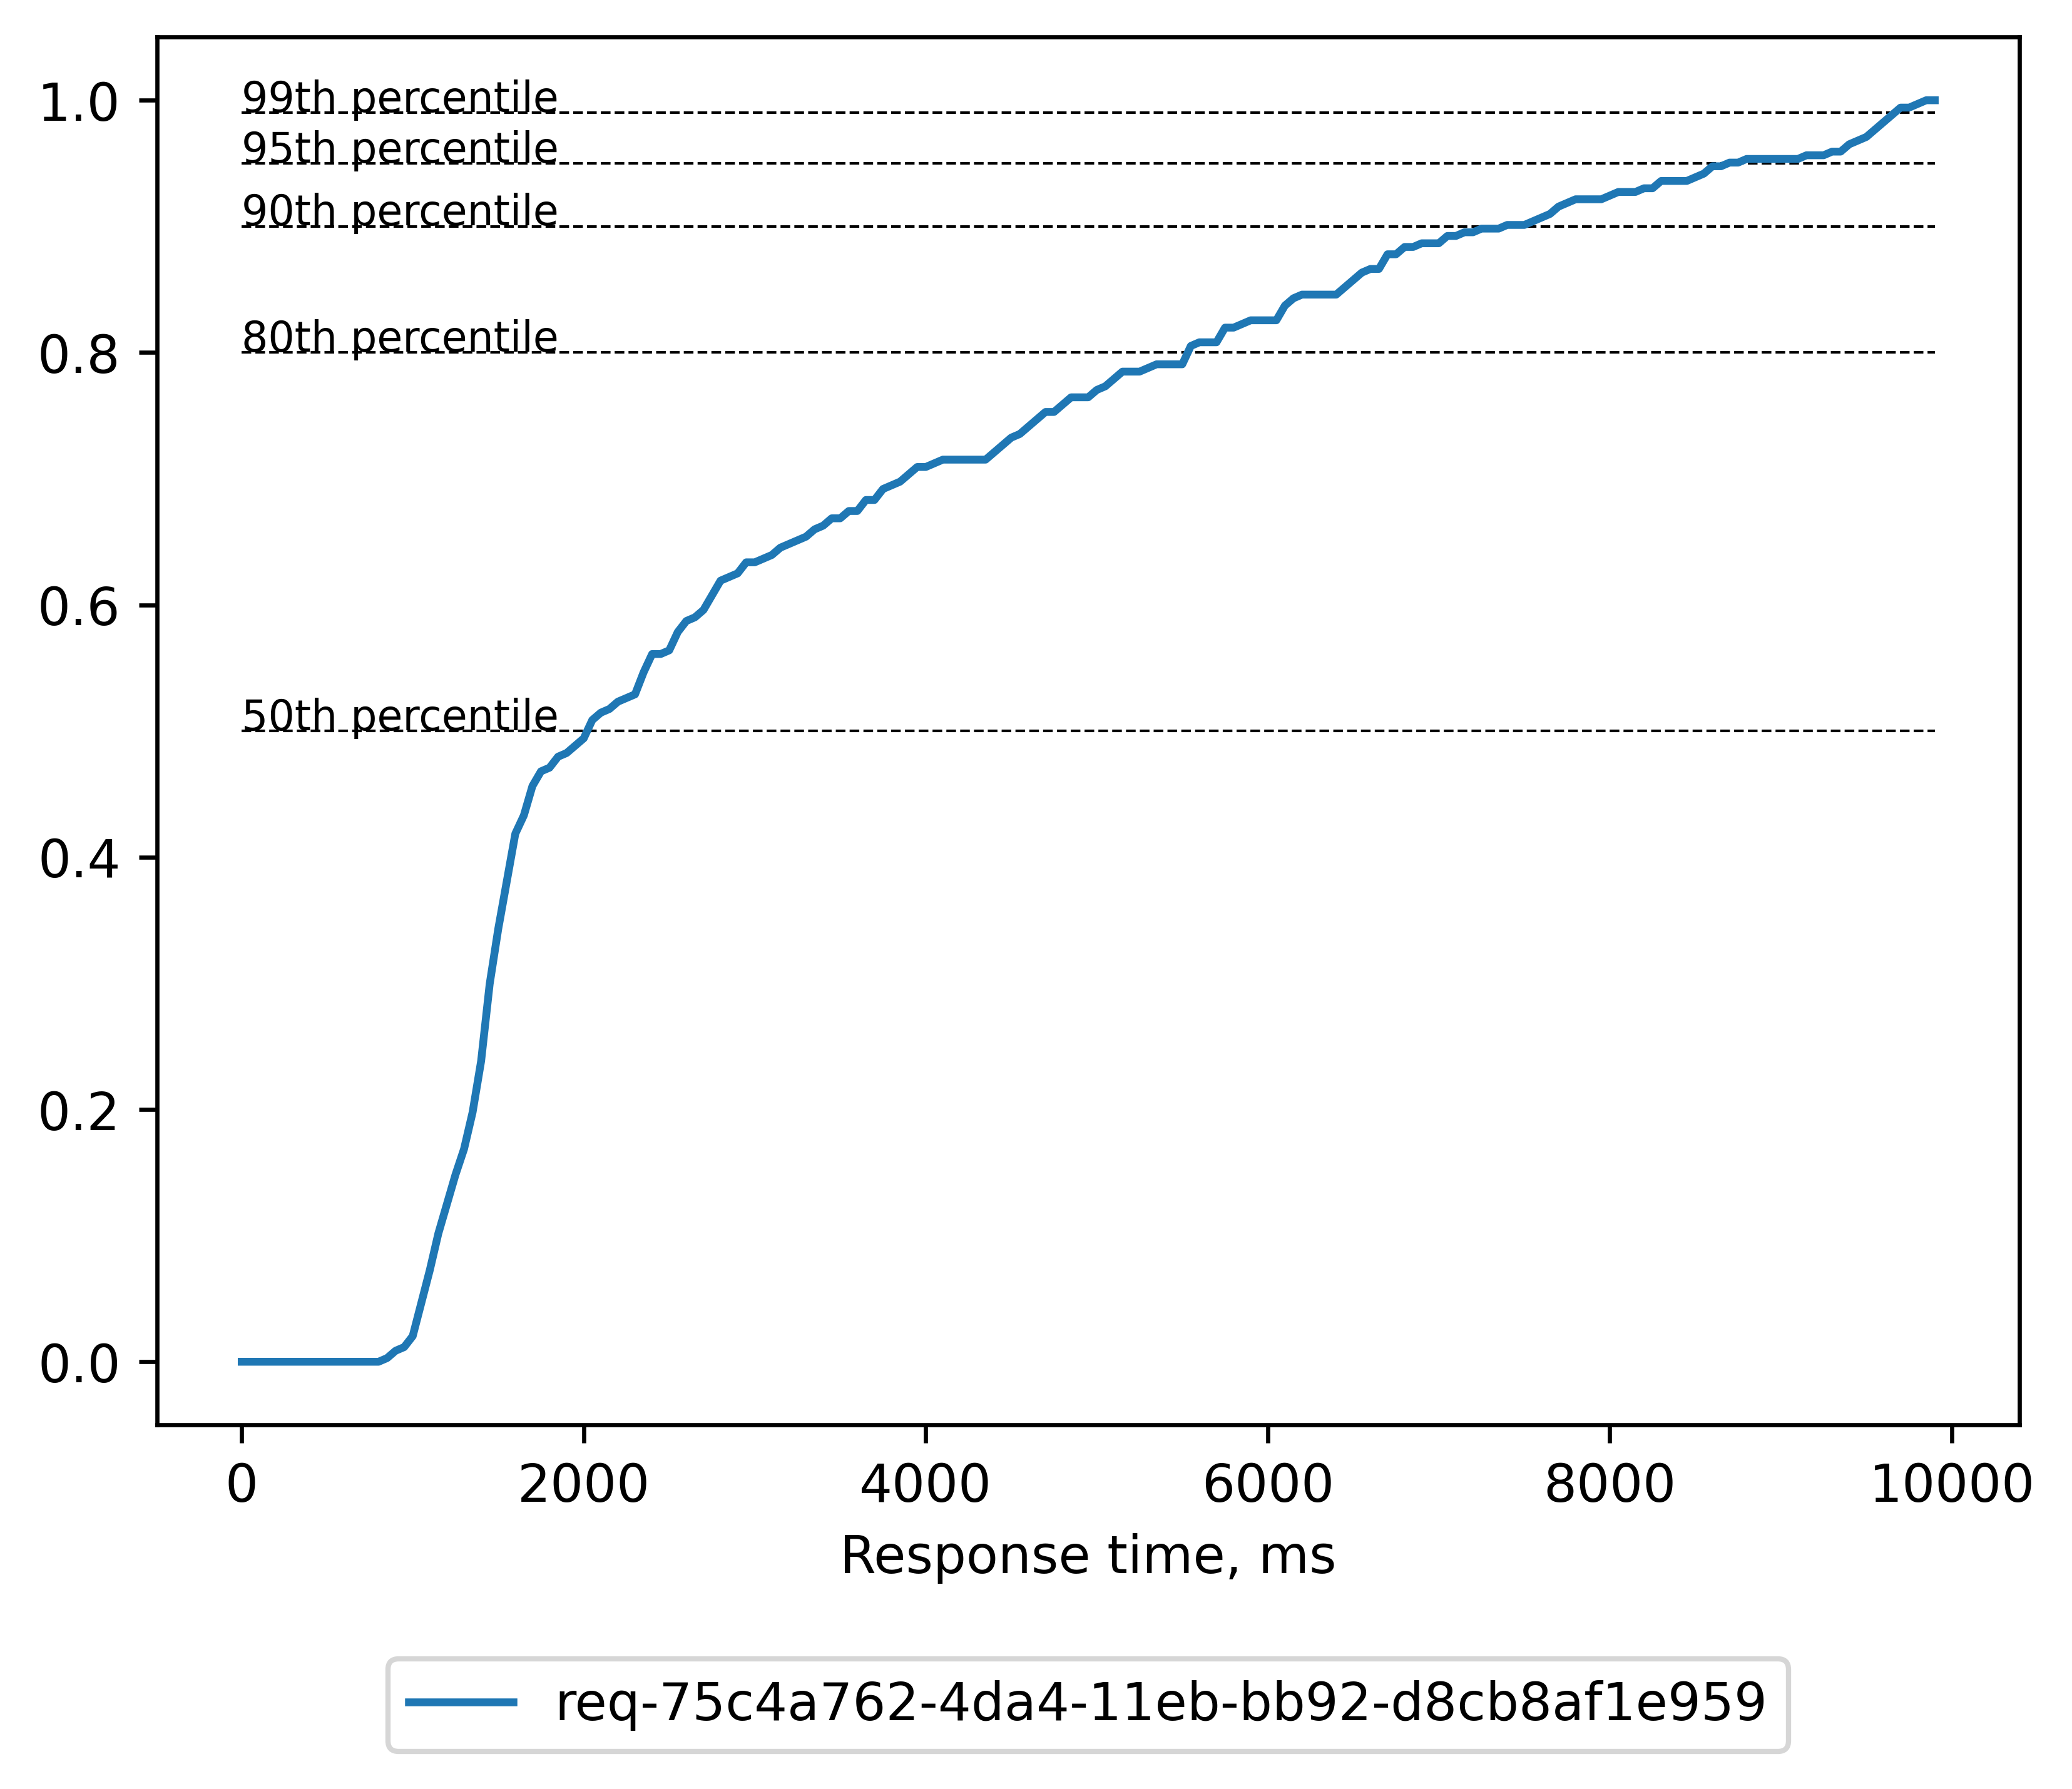 1.0
99th percentile
95th percentile
90th percentile
0.8
80th percentile
0.6
50th percentile
0.4
0.2
0.0
0 2000 4000 6000 8000 10000
Response time, ms
req-75c4a762-4da4-11eb-bb92-d8cb8af1e959